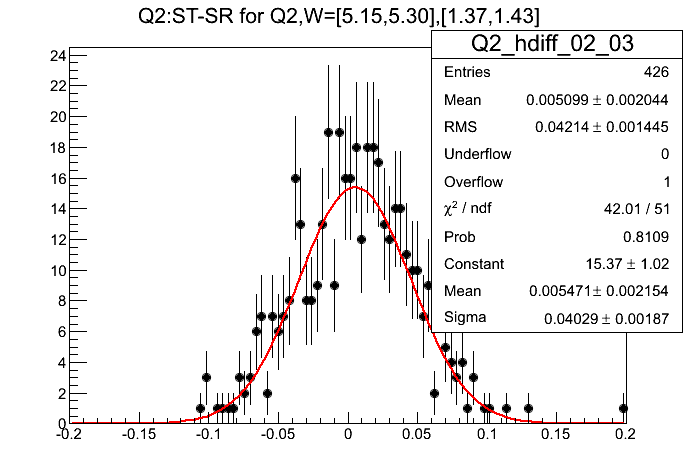 Q2:ST-SR for Q2,W=[5.15,5.30],[1.37,1.43]
Q2_hdiff_02_03
Entries 426
Mean 0.005099 ± 0.002044
RMS 0.04214 ± 0.001445
Underflow 0
Overflow 1
χ² / ndf 42.01 / 51
Prob 0.8109
Constant 15.37 ± 1.02
Mean 0.005471 ± 0.002154
Sigma 0.04029 ± 0.00187
24
22
20
18
16
14
12
10
8
6
4
2
0
-0.2 -0.15 -0.1 -0.05 0 0.05 0.1 0.15 0.2